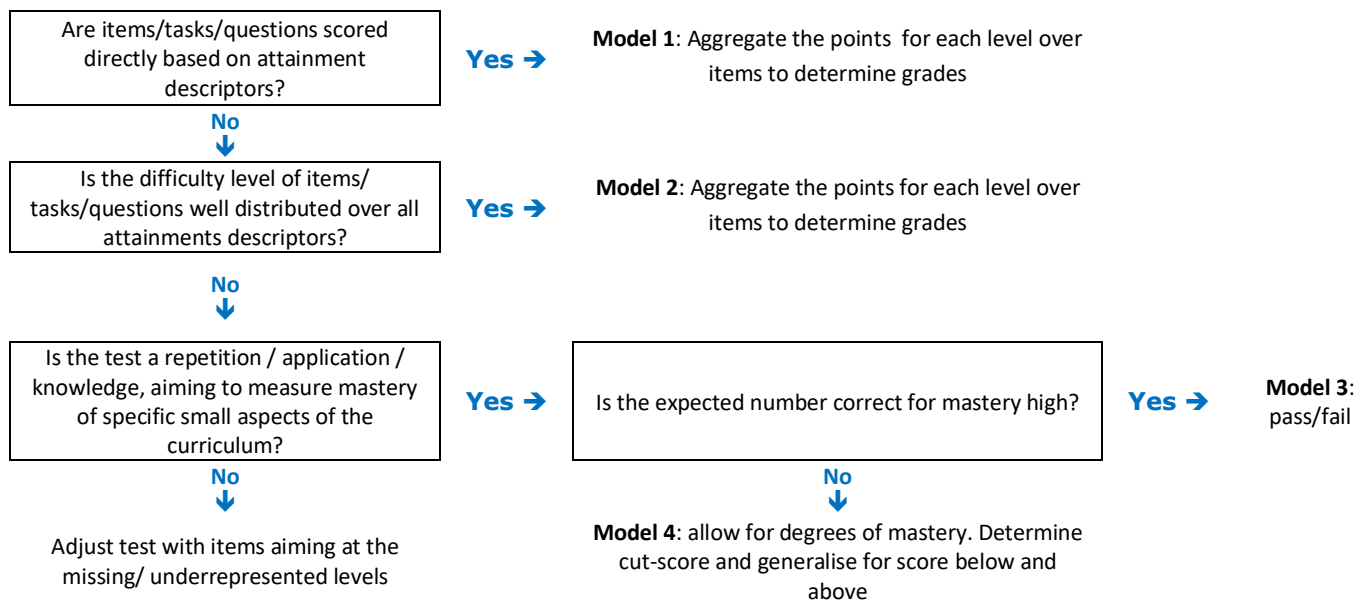 Are items/tasks/questions scored
directly based on attainment
descriptors?
Yes →
Model 1: Aggregate the points for each level over
items to determine grades
No
↓
Is the difficulty level of items/
tasks/questions well distributed over all
attainments descriptors?
Yes →
Model 2: Aggregate the points for each level over
items to determine grades
No
↓
Is the test a repetition / application /
knowledge, aiming to measure mastery
of specific small aspects of the
curriculum?
Yes →
Is the expected number correct for mastery high?
Yes →
Model 3:
pass/fail
No
↓
Adjust test with items aiming at the
missing/ underrepresented levels
No
↓
Model 4: allow for degrees of mastery. Determine
cut-score and generalise for score below and
above